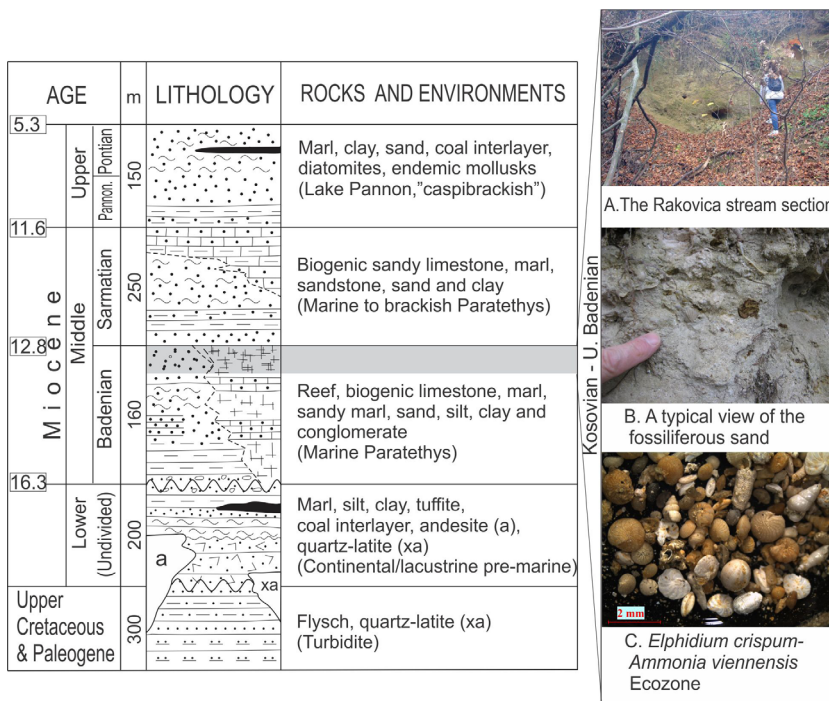 AGE
m
LITHOLOGY
ROCKS AND ENVIRONMENTS
5.3
11.6
12.8
16.3
Miocene
Upper
Pontian
Pannon.
150
Marl, clay, sand, coal interlayer,
diatomites, endemic mollusks
(Lake Pannon,"caspibrackish")
Middle
Sarmatian
250
Biogenic sandy limestone, marl,
sandstone, sand and clay
(Marine to brackish Paratethys)
Badenian
160
Reef, biogenic limestone, marl,
sandy marl, sand, silt, clay and
conglomerate
(Marine Paratethys)
Lower
(Undivided)
200
a
xa
Marl, silt, clay, tuffite,
coal interlayer, andesite (a),
quartz-latite (xa)
(Continental/lacustrine pre-marine)
Upper
Cretaceous
& Paleogene
300
Flysch, quartz-latite (xa)
(Turbidite)
Kosovian - U. Badenian
A.The Rakovica stream section
B. A typical view of the
fossiliferous sand
2 mm
C. Elphidium crispum-
Ammonia viennensis
Ecozone